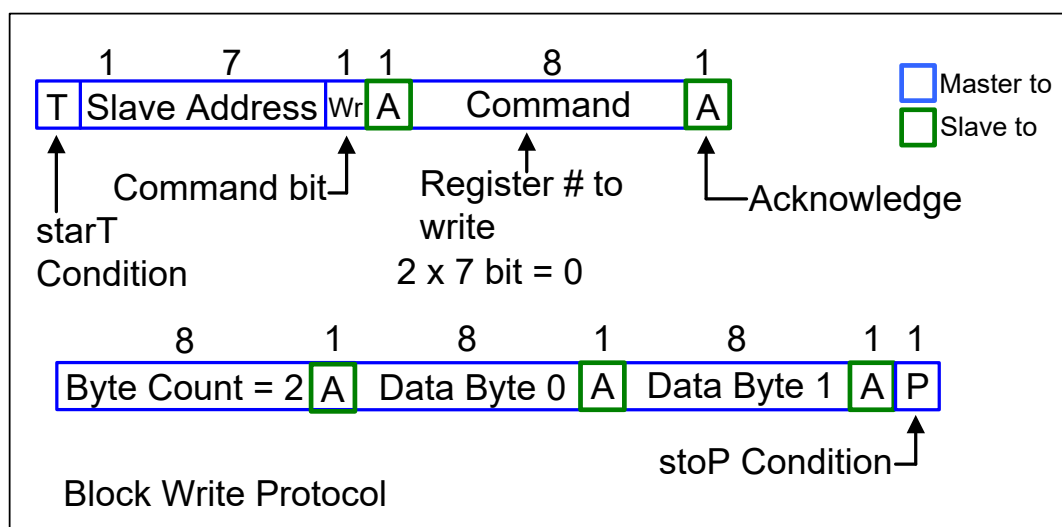 1 7 1 1 8 1
T Slave Address Wr A Command A
Master to
Slave to
Command bit
Register # to
write
2 x 7 bit = 0
Acknowledge
starT
Condition
8 1 8 1 8 1 1
Byte Count = 2 A Data Byte 0 A Data Byte 1 A P
stoP Condition
Block Write Protocol